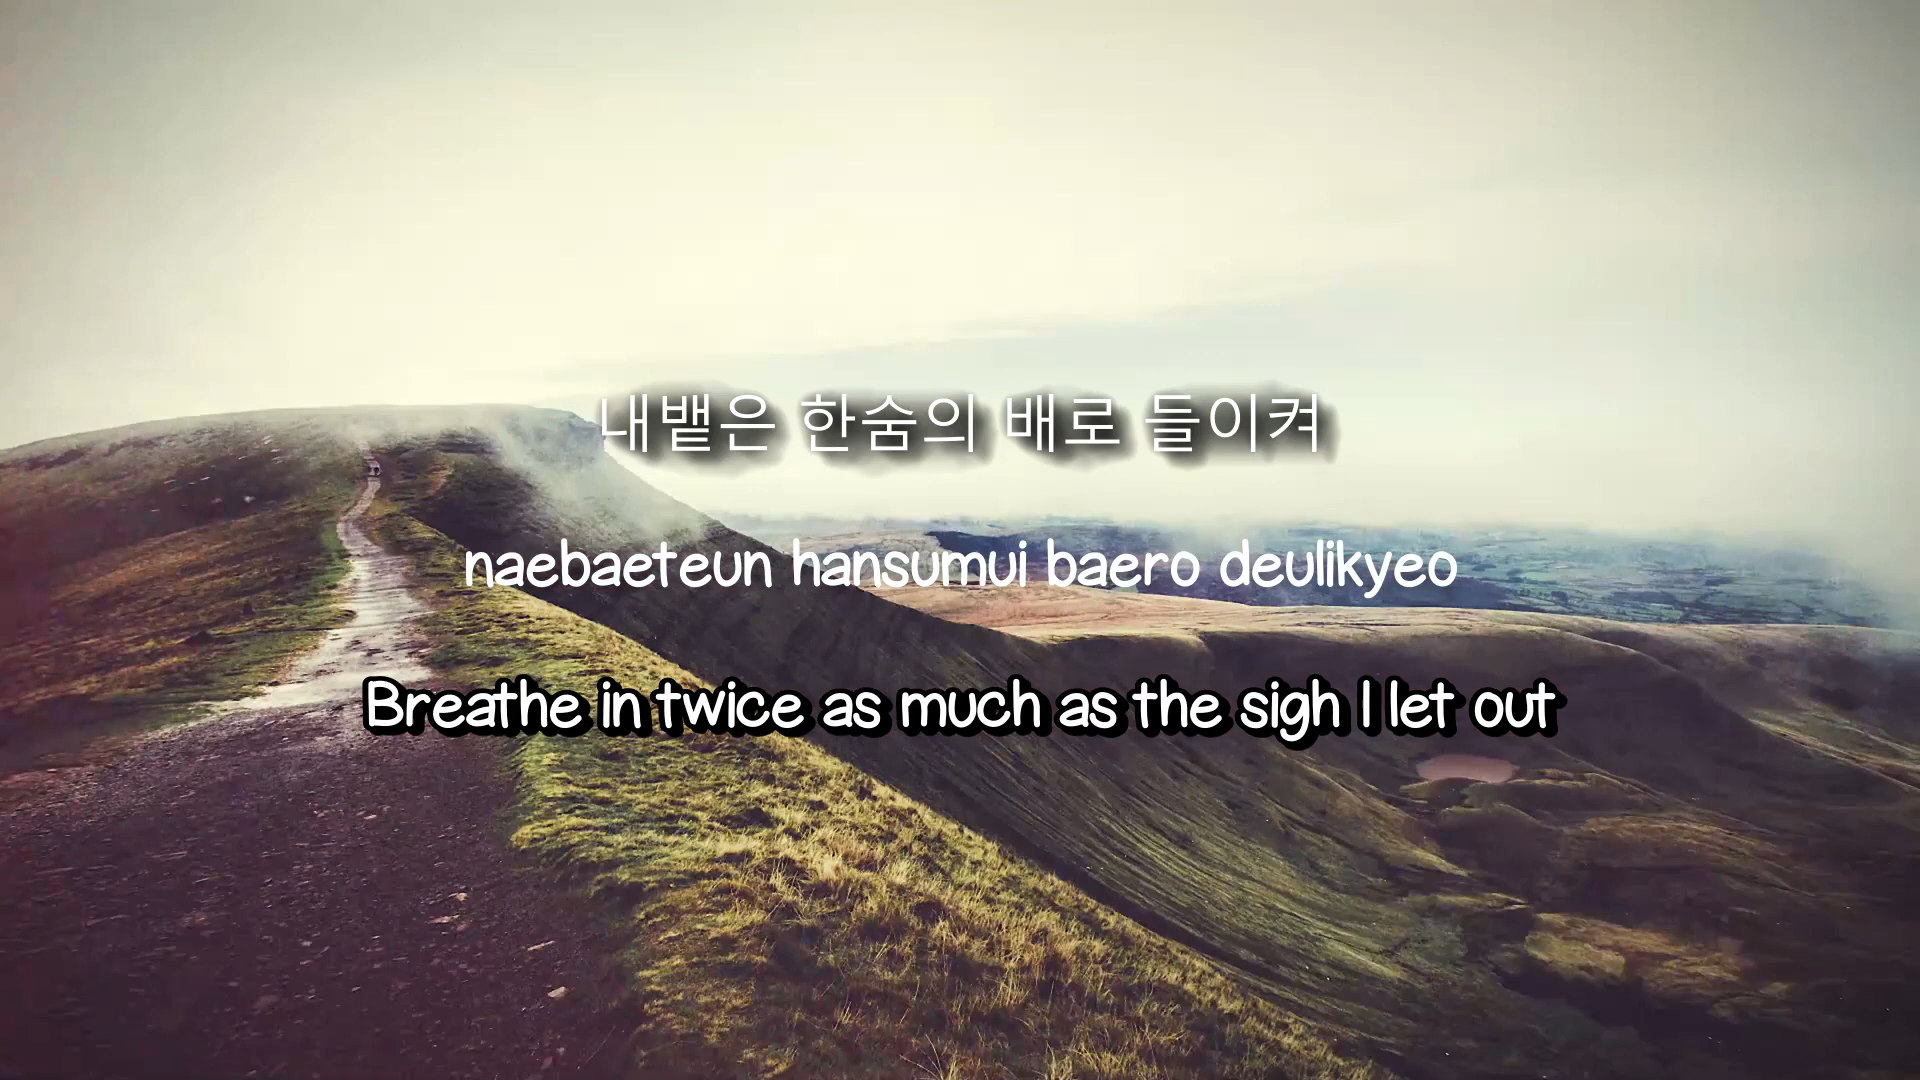 내뱉은 한숨의 배로 들이켜
naebaeteun hansumui baero deulikyeo
Breathe in twice as much as the sigh I let out